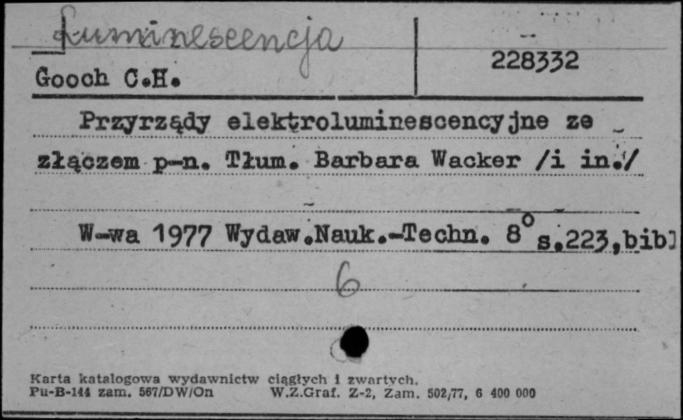 Luminescencja
228332
Gooch C.H.
Przyrządy elektroluminescencyjne ze
złączem p-n. Tłum. Barbara Wacker /i in./
W-wa 1977 Wydaw.Nauk.-Techn. 8° s.223,bibl
6
Karta katalogowa wydawnictw ciągłych i zwartych.
Pu-B-144 zam. 567/DW/On W.Z.Graf. Z-2, Zam. 502/77, 6 400 000